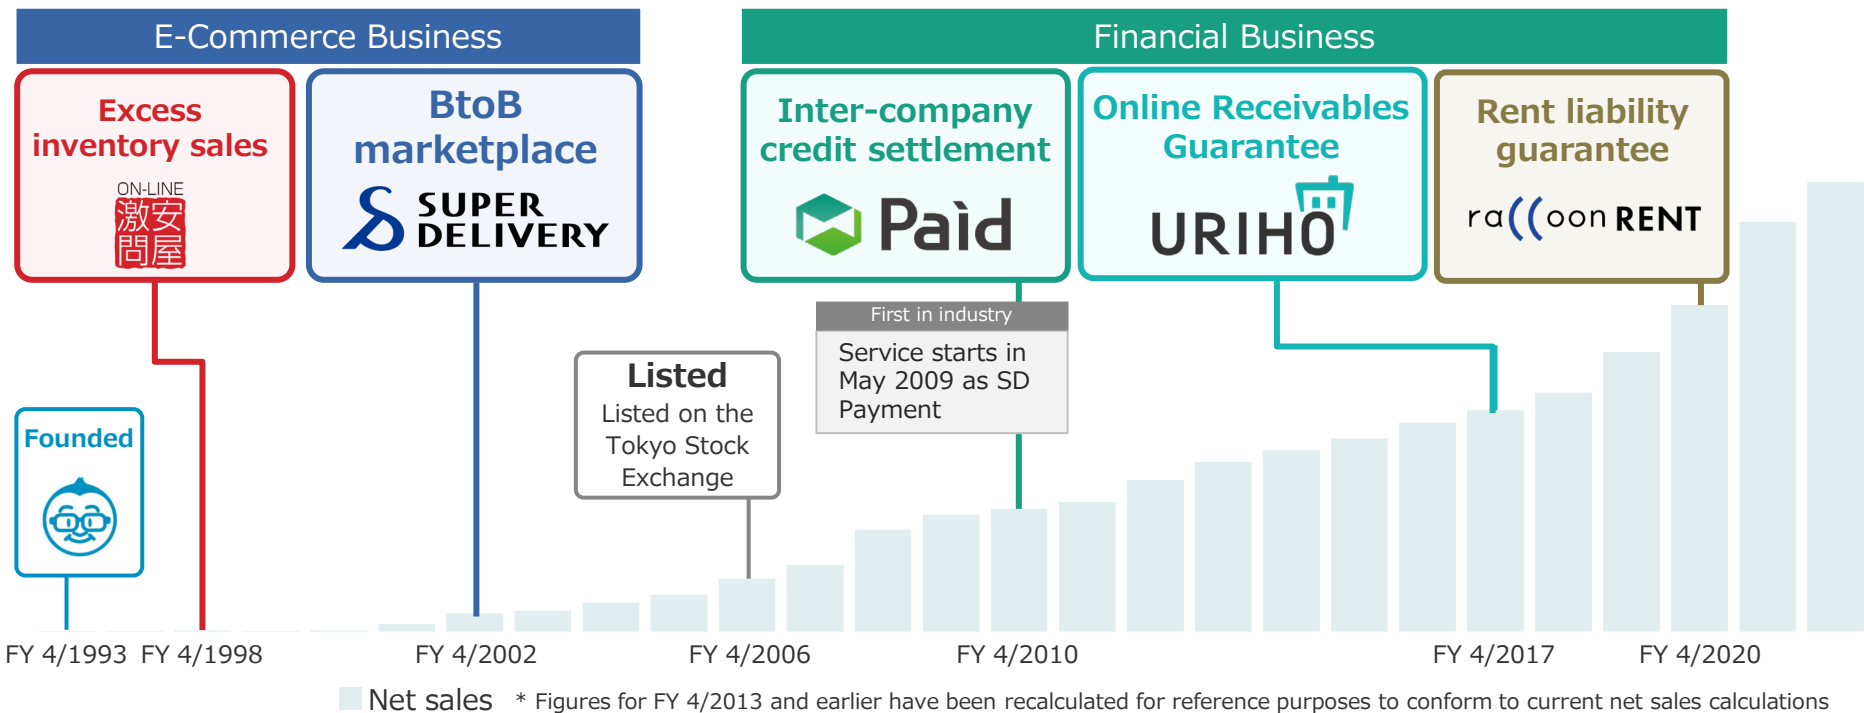 E-Commerce Business
Financial Business
Excess
inventory sales
ON-LINE
激安
問屋
BtoB
marketplace
SUPER
DELIVERY
Inter-company
credit settlement
Paid
Online Receivables
Guarantee
URIHO
Rent liability
guarantee
raccoon RENT
First in industry
Service starts in
May 2009 as SD
Payment
Listed
Listed on the
Tokyo Stock
Exchange
Founded
FY 4/1993
FY 4/1998
FY 4/2002
FY 4/2006
FY 4/2010
FY 4/2017
FY 4/2020
Net sales
* Figures for FY 4/2013 and earlier have been recalculated for reference purposes to conform to current net sales calculations